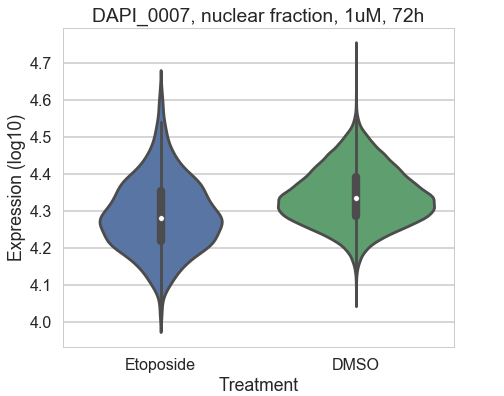 DAPI_0007, nuclear fraction, 1uM, 72h
Expression (log10)
4.7
4.6
4.5
4.4
4.3
4.2
4.1
4.0
Etoposide
DMSO
Treatment